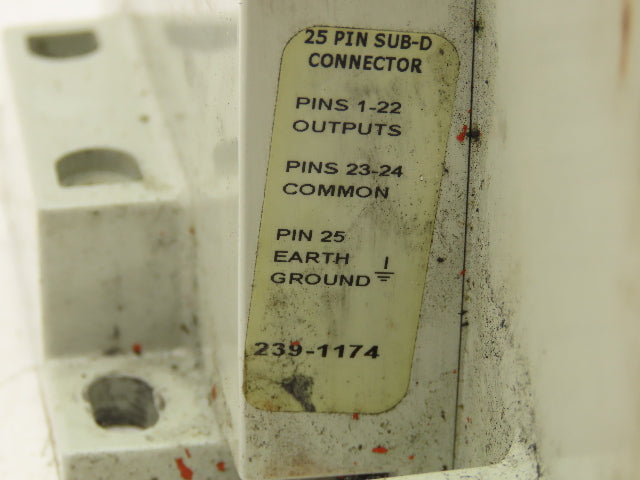 25 PIN SUB-D
CONNECTOR
PINS 1-22
OUTPUTS
PINS 23-24
COMMON
PIN 25
EARTH
GROUND
239-1174